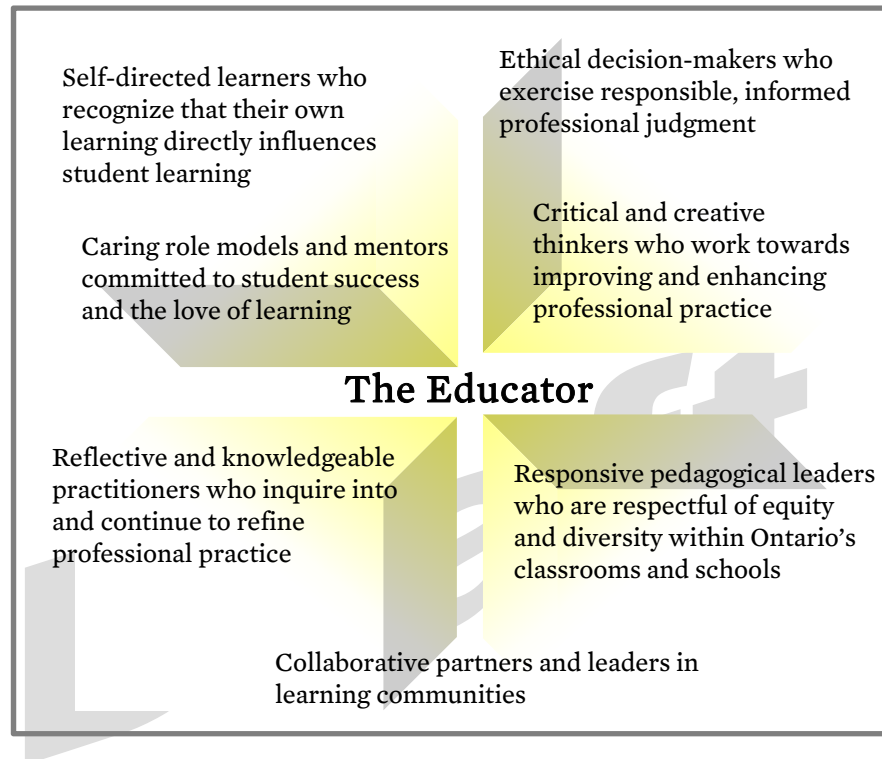 Self-directed learners who
recognize that their own
learning directly influences
student learning
Ethical decision-makers who
exercise responsible, informed
professional judgment
Caring role models and mentors
committed to student success
and the love of learning
Critical and creative
thinkers who work towards
improving and enhancing
professional practice
The Educator
Reflective and knowledgeable
practitioners who inquire into
and continue to refine
professional practice
Responsive pedagogical leaders
who are respectful of equity
and diversity within Ontario’s
classrooms and schools
Collaborative partners and leaders in
learning communities